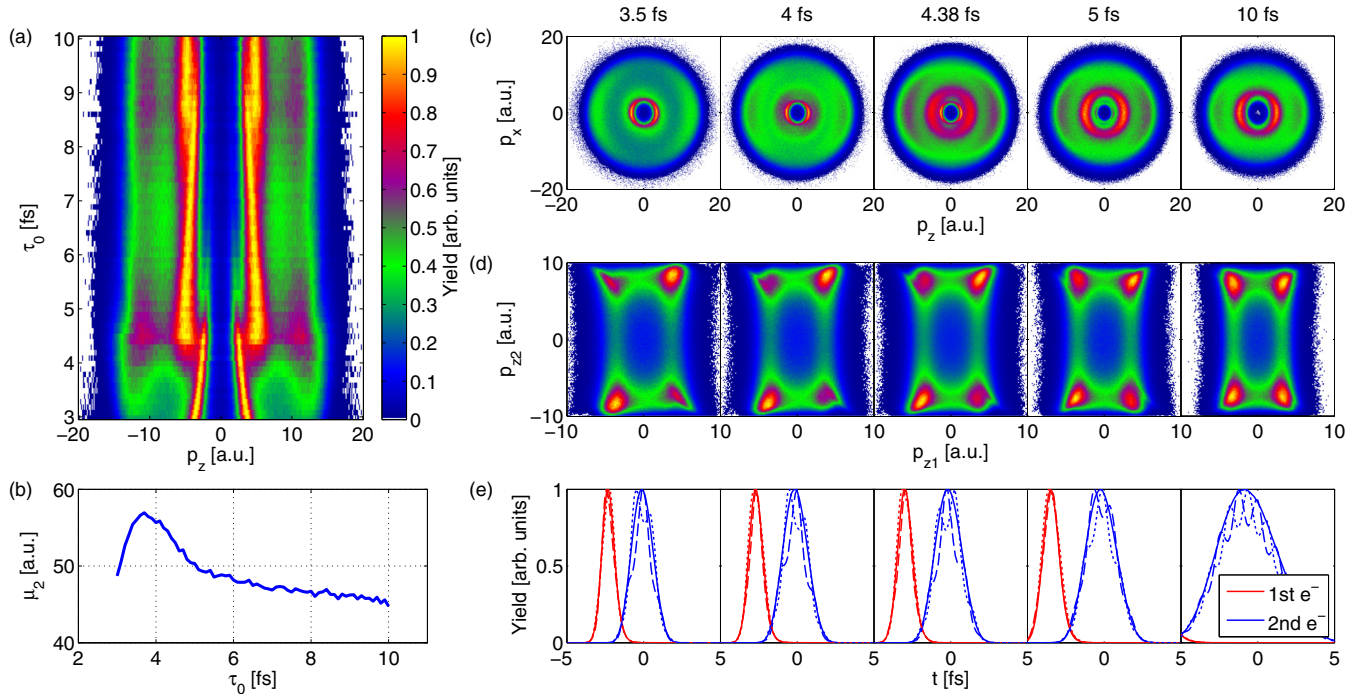 3.5 fs 4 fs 4.38 fs 5 fs 10 fs
(a)
10
9
8
7
6
5
4
3
τ0 [fs]
−20 −10 0 10 20
pz [a.u.]
1
0.9
0.8
0.7
0.6
0.5
0.4
0.3
0.2
0.1
0
Yield [arb. units]
(b)
60
50
40
μ2 [a.u.]
2 4 6 8 10
τ0 [fs]
(c)
20
0
−20
px [a.u.]
−20 0 20 0 20 0 20 0 20 0 20
pz [a.u.]
(d)
10
0
−10
pz2 [a.u.]
−10 0 10 0 10 0 10 0 10 0 10
pz1 [a.u.]
(e)
1
0.5
0
Yield [arb. units]
1st e−
2nd e−
−5 0 5 0 5 0 5 0 5 0 5
t [fs]